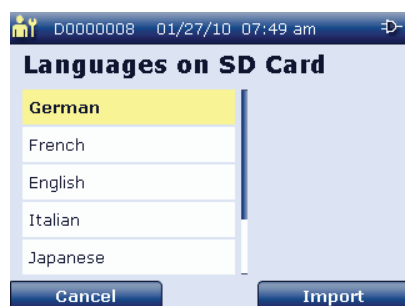 D0000008 01/27/10 07:49 am
Languages on SD Card
German
French
English
Italian
Japanese
Cancel Import